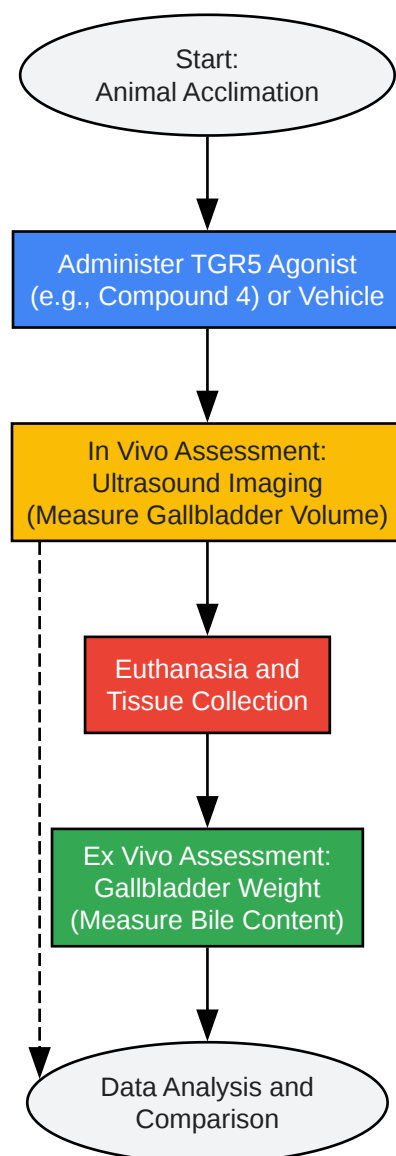 Start:
Animal Acclimation
Administer TGR5 Agonist
(e.g., Compound 4) or Vehicle
In Vivo Assessment:
Ultrasound Imaging
(Measure Gallbladder Volume)
Euthanasia and
Tissue Collection
Ex Vivo Assessment:
Gallbladder Weight
(Measure Bile Content)
Data Analysis and
Comparison